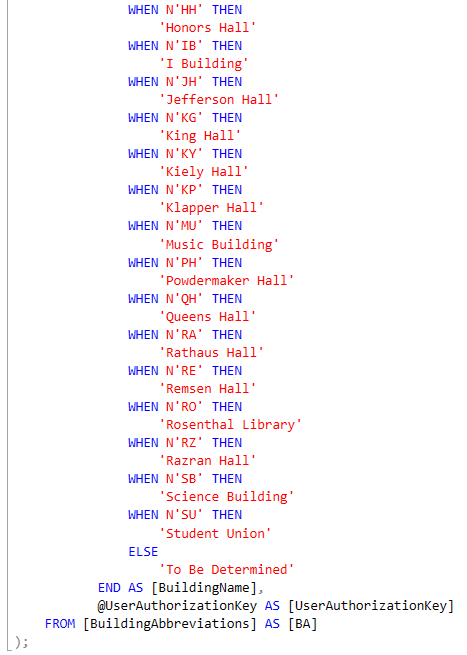 WHEN N'HH' THEN
'Honors Hall'
WHEN N'IB' THEN
'I Building'
WHEN N'JH' THEN
'Jefferson Hall'
WHEN N'KG' THEN
'King Hall'
WHEN N'KY' THEN
'Kiely Hall'
WHEN N'KP' THEN
'Klapper Hall'
WHEN N'MU' THEN
'Music Building'
WHEN N'PH' THEN
'Powdermaker Hall'
WHEN N'QH' THEN
'Queens Hall'
WHEN N'RA' THEN
'Rathaus Hall'
WHEN N'RE' THEN
'Remsen Hall'
WHEN N'RO' THEN
'Rosenthal Library'
WHEN N'RZ' THEN
'Razran Hall'
WHEN N'SB' THEN
'Science Building'
WHEN N'SU' THEN
'Student Union'
ELSE
'To Be Determined'
END AS [BuildingName],
@UserAuthorizationKey AS [UserAuthorizationKey]
FROM [BuildingAbbreviations] AS [BA]
);